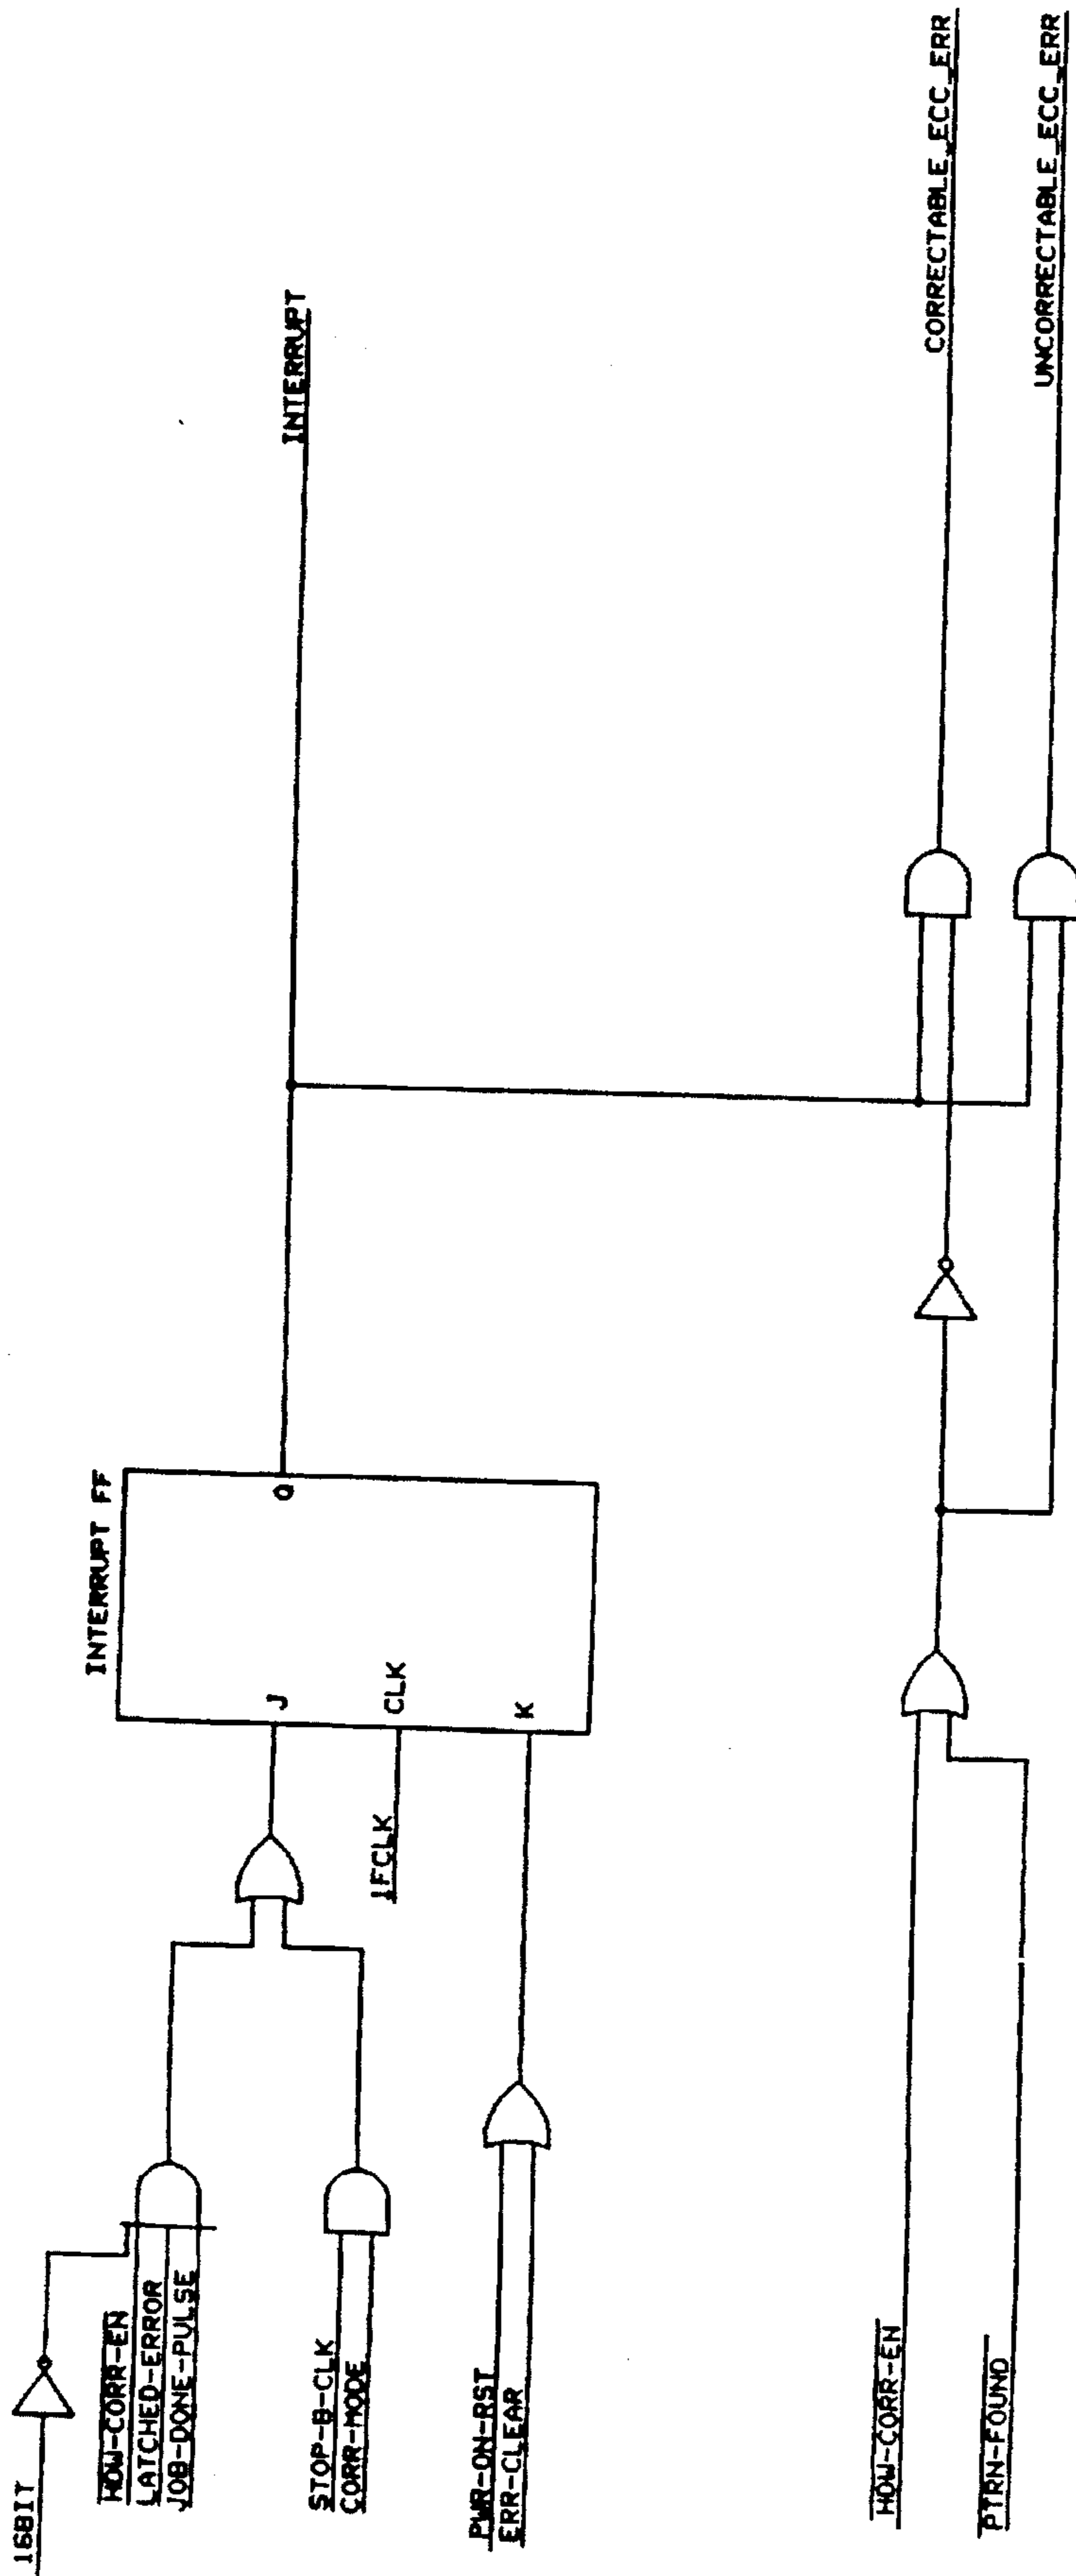 16BIT
HOW-CORR-EN
LATCHED-ERROR
JOB-DONE-PULSE
STOP-B-CLK
CORR-MODE
PWR-ON-RST
ERR-CLEAR
1FCLK
INTERRUPT FF
J
CLK
K
Q
INTERRUPT
HOW-CORR-EN
PTRN-FOUND
CORRECTABLE_ECC_ERR
UNCORRECTABLE_ECC_ERR